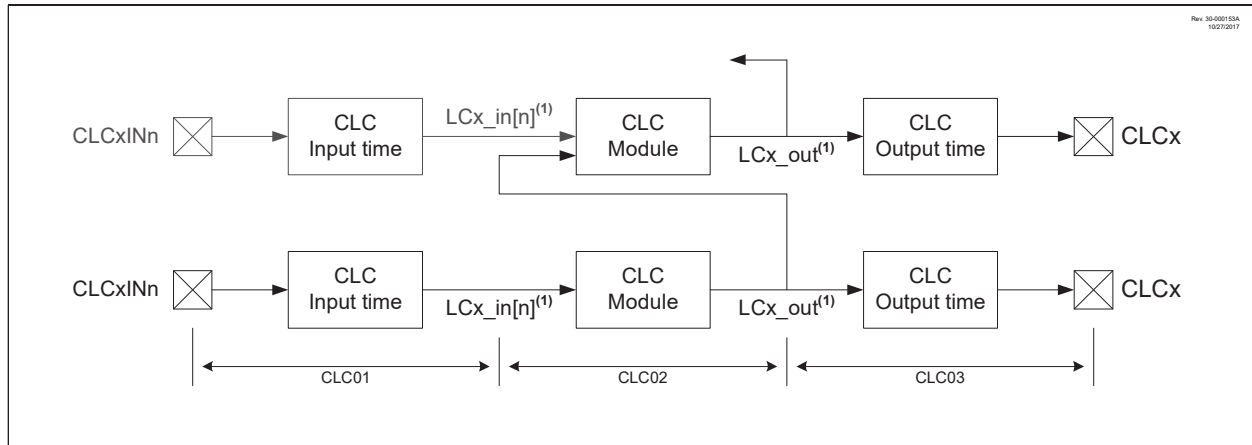 Rev. 30-000153A
10/27/2017
CLCxINn
CLC
Input time
LCx_in[n](1)
CLC
Module
LCx_out(1)
CLC
Output time
CLCx
CLCxINn
CLC
Input time
LCx_in[n](1)
CLC
Module
LCx_out(1)
CLC
Output time
CLCx
CLC01
CLC02
CLC03